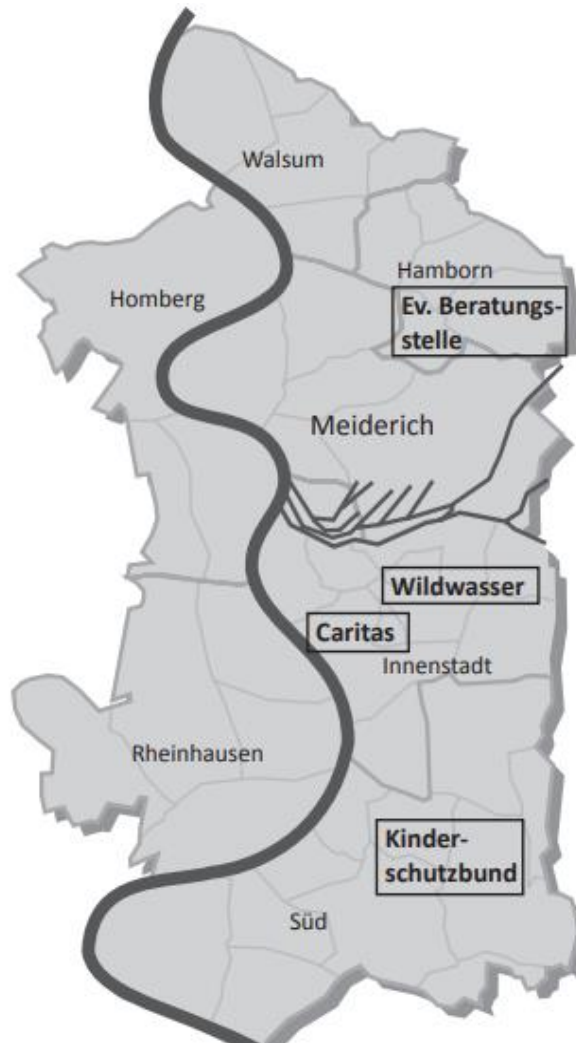 Walsum
Hamborn
Homberg
Ev. Beratungs-
stelle
Meiderich
Wildwasser
Caritas
Innenstadt
Rheinhausen
Kinder-
schutzbund
Süd